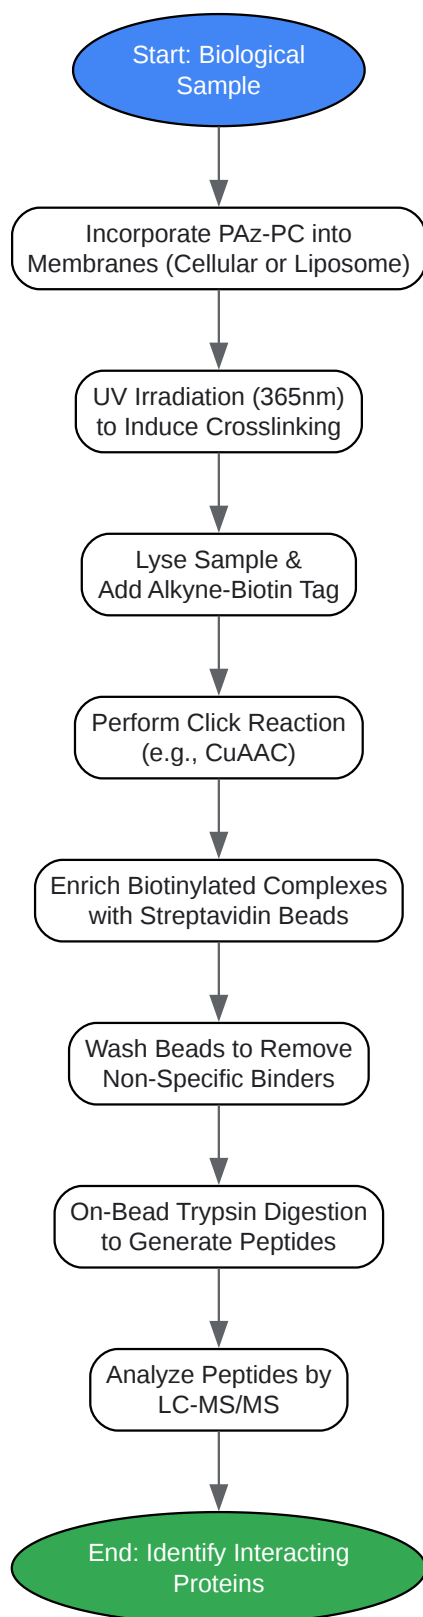 Start: Biological
Sample
Incorporate PAz-PC into
Membranes (Cellular or Liposome)
UV Irradiation (365nm)
to Induce Crosslinking
Lyse Sample &
Add Alkyne-Biotin Tag
Perform Click Reaction
(e.g., CuAAC)
Enrich Biotinylated Complexes
with Streptavidin Beads
Wash Beads to Remove
Non-Specific Binders
On-Bead Trypsin Digestion
to Generate Peptides
Analyze Peptides by
LC-MS/MS
End: Identify Interacting
Proteins